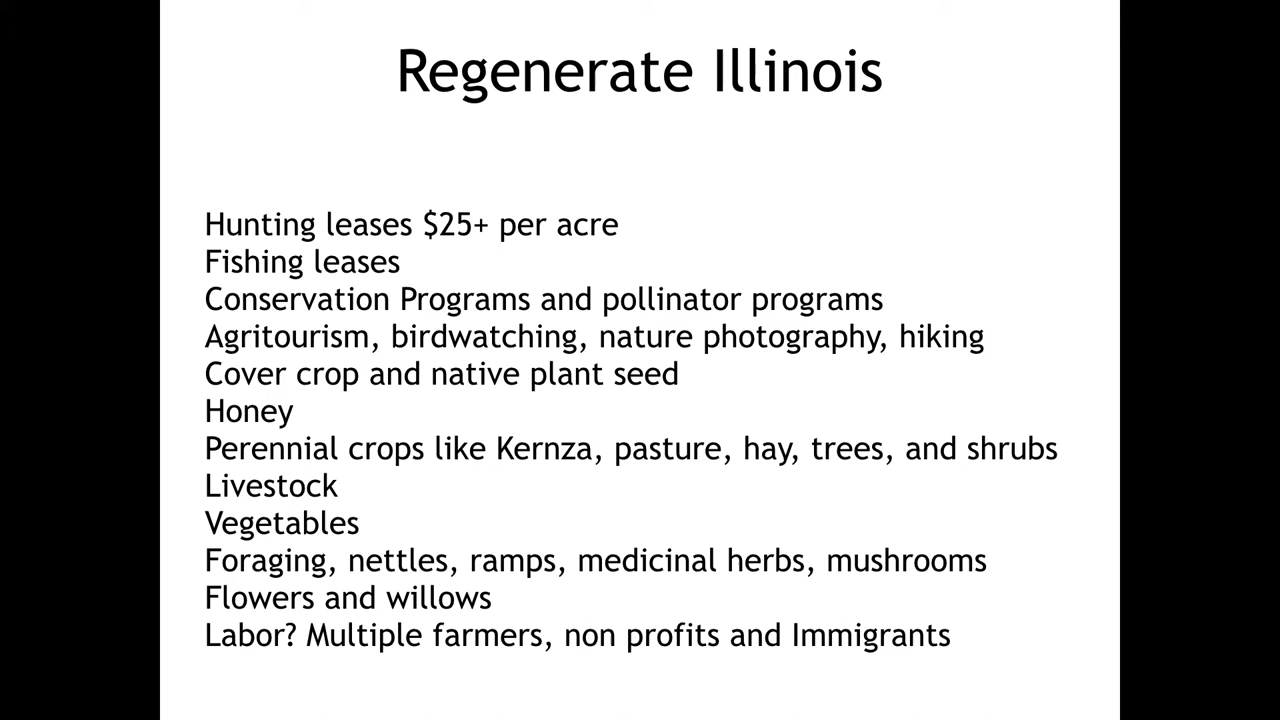 Regenerate Illinois
Hunting leases $25+ per acre
Fishing leases
Conservation Programs and pollinator programs
Agritourism, birdwatching, nature photography, hiking
Cover crop and native plant seed
Honey
Perennial crops like Kernza, pasture, hay, trees, and shrubs
Livestock
Vegetables
Foraging, nettles, ramps, medicinal herbs, mushrooms
Flowers and willows
Labor? Multiple farmers, non profits and Immigrants